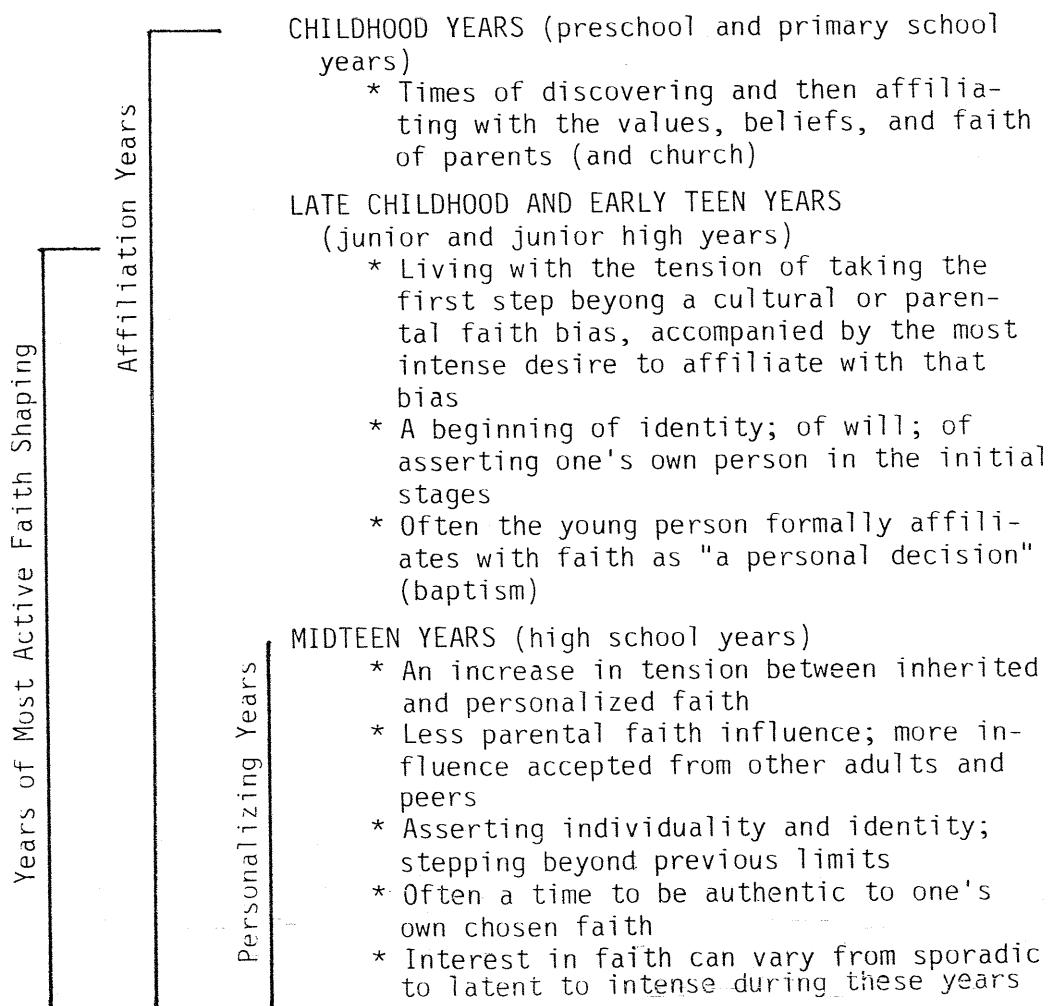 CHILDHOOD YEARS (preschool and primary school
years)
* Times of discovering and then affilia-
ting with the values, beliefs, and faith
of parents (and church)
LATE CHILDHOOD AND EARLY TEEN YEARS
(junior and junior high years)
* Living with the tension of taking the
first step beyong a cultural or paren-
tal faith bias, accompanied by the most
intense desire to affiliate with that
bias
* A beginning of identity; of will; of
asserting one's own person in the initial
stages
* Often the young person formally affili-
ates with faith as "a personal decision"
(baptism)
MIDTEEN YEARS (high school years)
* An increase in tension between inherited
and personalized faith
* Less parental faith influence; more in-
fluence accepted from other adults and
peers
* Asserting individuality and identity;
stepping beyond previous limits
* Often a time to be authentic to one's
own chosen faith
* Interest in faith can vary from sporadic
to latent to intense during these years
Years of Most Active Faith Shaping
Affiliation Years
Personalizing Years